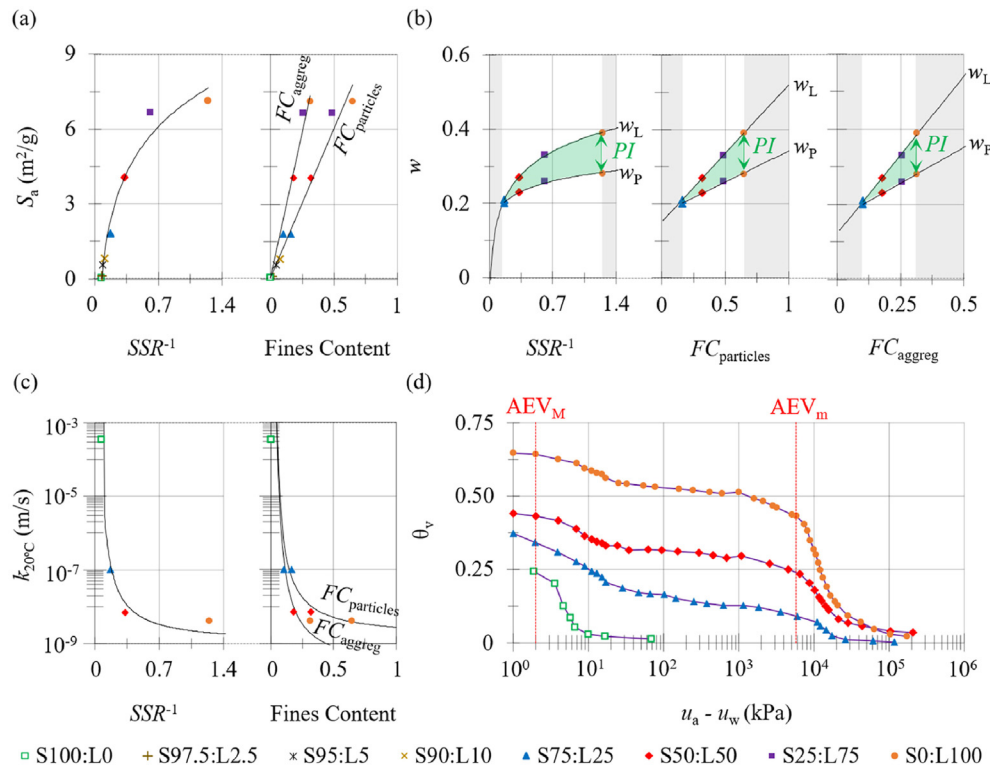 (a)
9
6
3
0
Sₐ (m²/g)
0
0.7
1.4
SSR⁻¹
FC_aggreg
FC_particles
0
0.5
1
Fines Content
(b)
0.6
0.4
0.2
0
w
w_L
PI
w_P
0
0.7
1.4
SSR⁻¹
w_L
PI
w_P
0
0.5
1
FC_particles
w_L
PI
w_P
0
0.25
0.5
FC_aggreg
(c)
10⁻³
10⁻⁵
10⁻⁷
10⁻⁹
k_20°C (m/s)
0
0.7
1.4
SSR⁻¹
FC_particles
FC_aggreg
0
0.5
1
Fines Content
(d)
AEV_M
AEV_m
0.75
0.50
0.25
0
θ_v
10⁰ 10¹ 10² 10³ 10⁴ 10⁵ 10⁶
u_a - u_w (kPa)
S100:L0 S97.5:L2.5 S95:L5 S90:L10 S75:L25 S50:L50 S25:L75 S0:L100